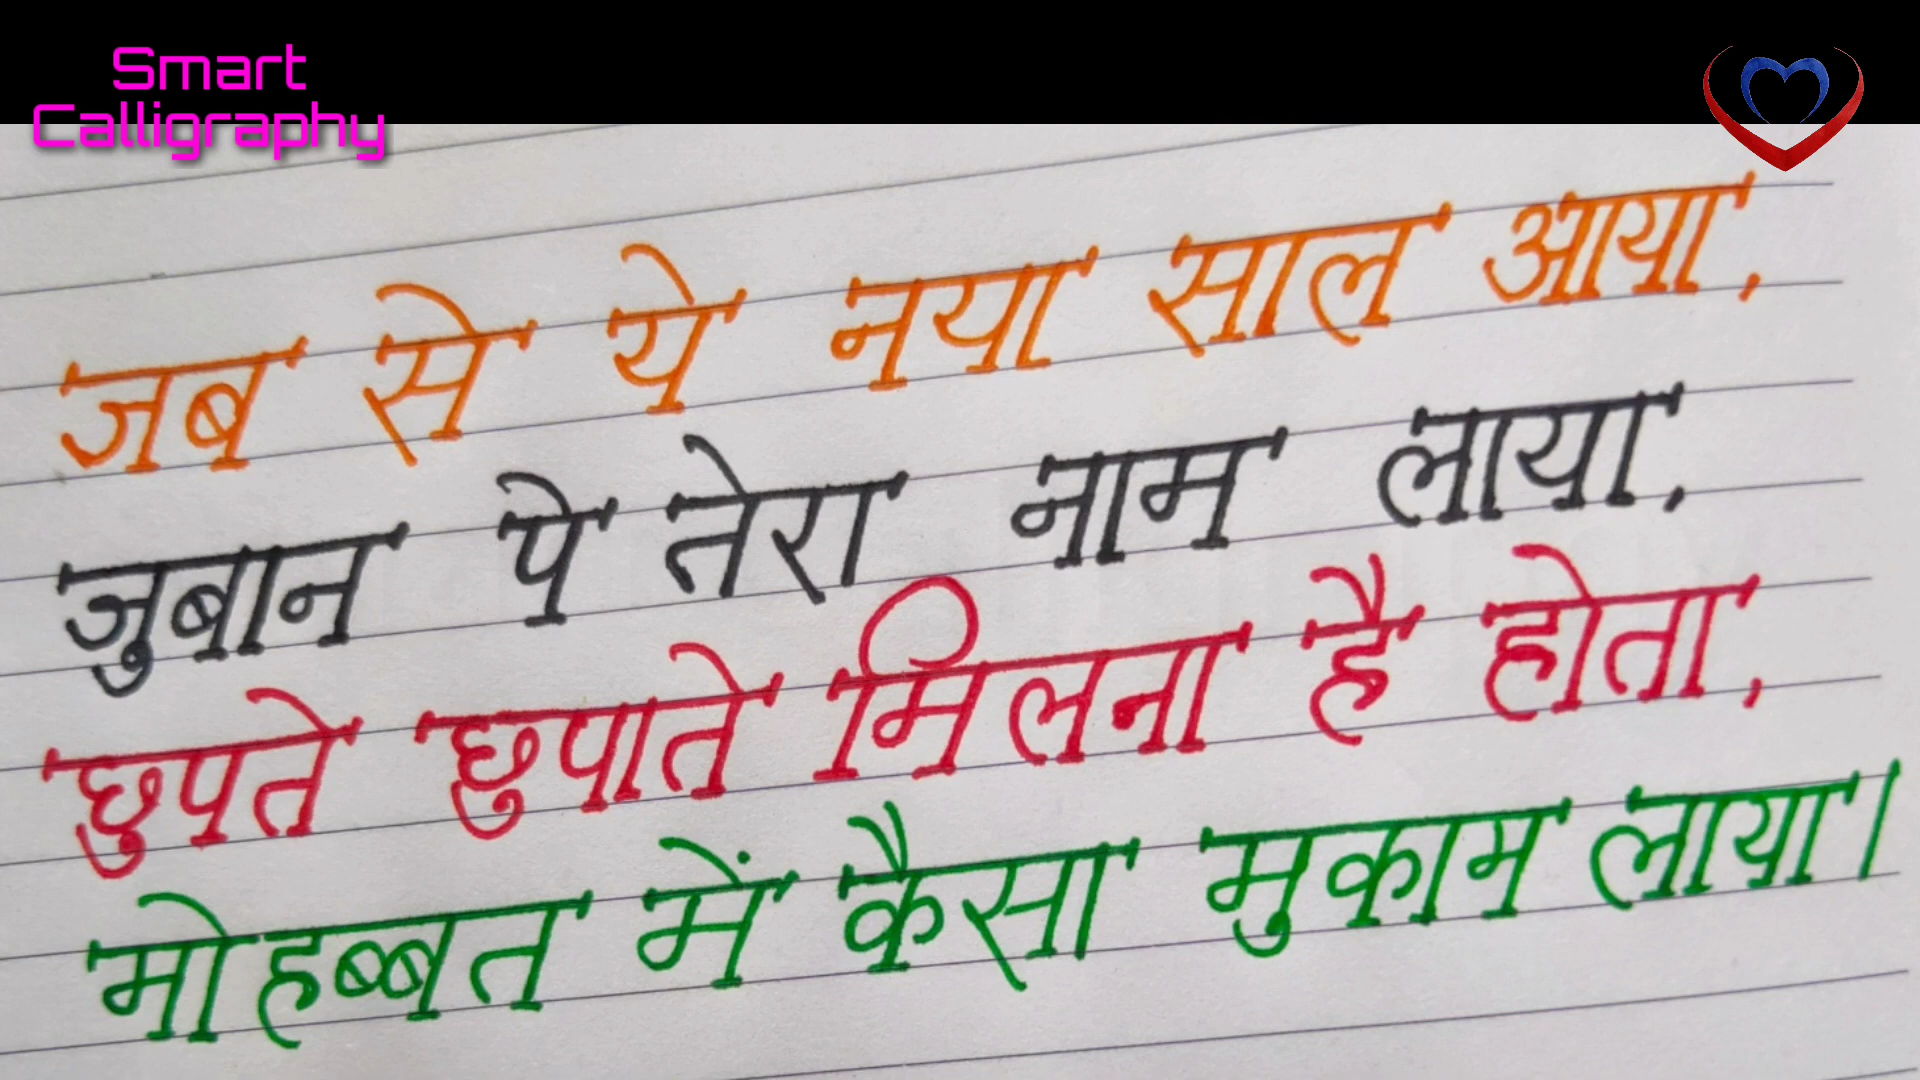 Smart
Calligraphy
जब से ये नया साल आया,
जुबान पे तेरा नाम लाया,
छुपते छुपाते मिलना है होता,
मोहब्बत में कैसा मुकाम लाया।